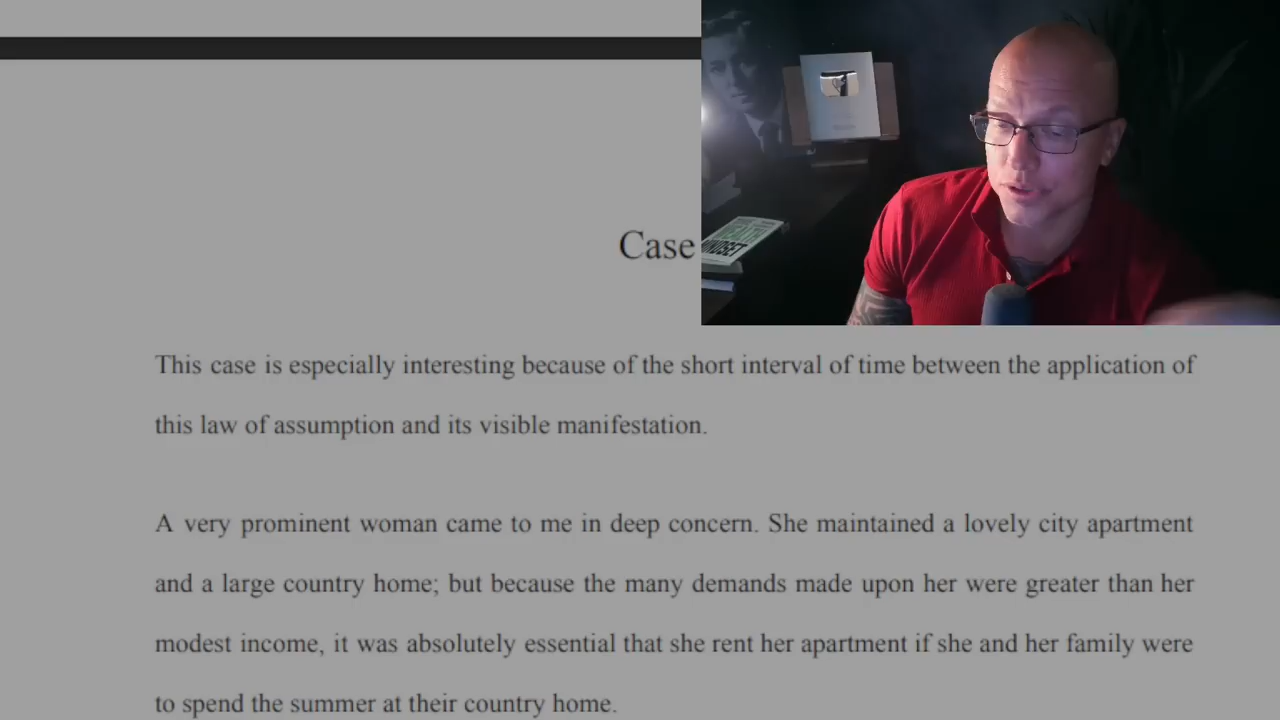 Case
MINDSET
This case is especially interesting because of the short interval of time between the application of
this law of assumption and its visible manifestation.
A very prominent woman came to me in deep concern. She maintained a lovely city apartment
and a large country home; but because the many demands made upon her were greater than her
modest income, it was absolutely essential that she rent her apartment if she and her family were
to spend the summer at their country home.